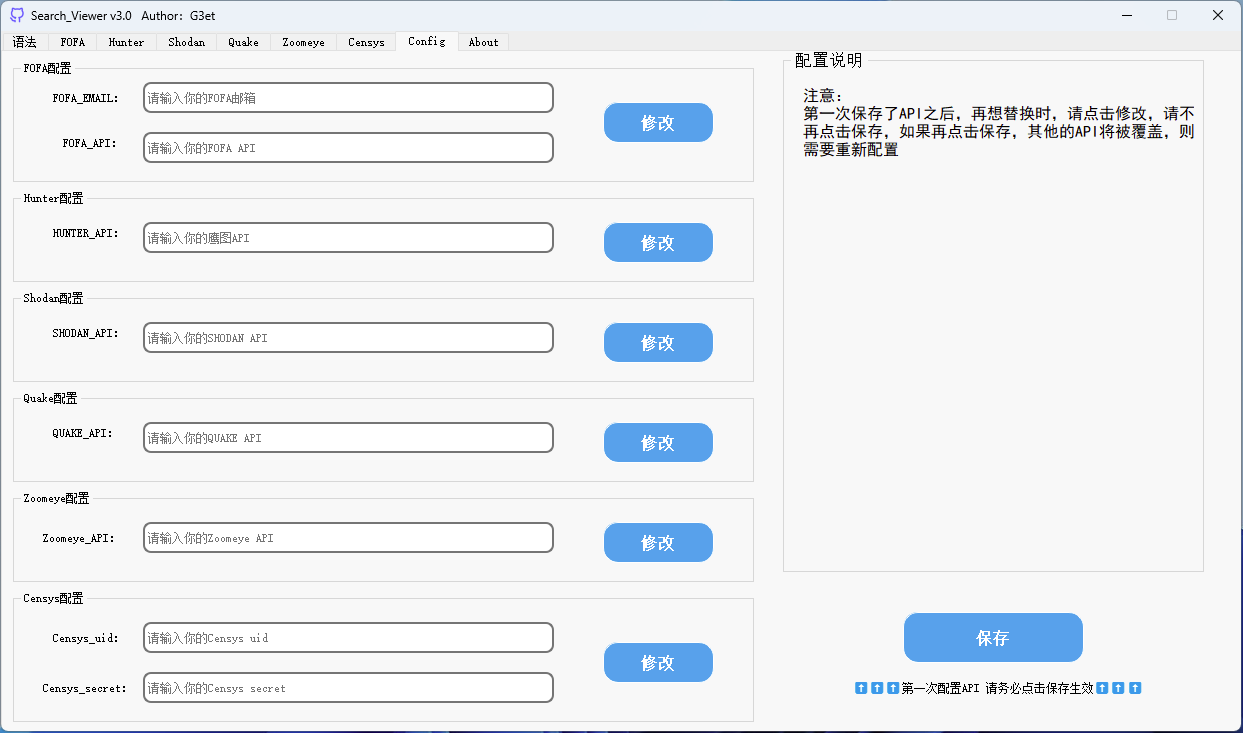 Search_Viewer v3.0 Author: G3et
语法 FOFA Hunter Shodan Quake Zoomeye Censys Config About
FOFA配置
FOFA_EMAIL: 请输入你的FOFA邮箱
修改
FOFA_API: 请输入你的FOFA API
Hunter配置
HUNTER_API: 请输入你的鹰图API
修改
Shodan配置
SHODAN_API: 请输入你的SHODAN API
修改
Quake配置
QUAKE_API: 请输入你的QUAKE API
修改
Zoomeye配置
Zoomeye_API: 请输入你的Zoomeye API
修改
Censys配置
Censys_uid: 请输入你的Censys uid
修改
Censys_secret: 请输入你的Censys secret
配置说明
注意：
第一次保存了API之后，再想替换时，请点击修改，请不
再点击保存，如果再点击保存，其他的API将被覆盖，则
需要重新配置
保存
⬆⬆⬆第一次配置API 请务必点击保存生效⬆⬆⬆